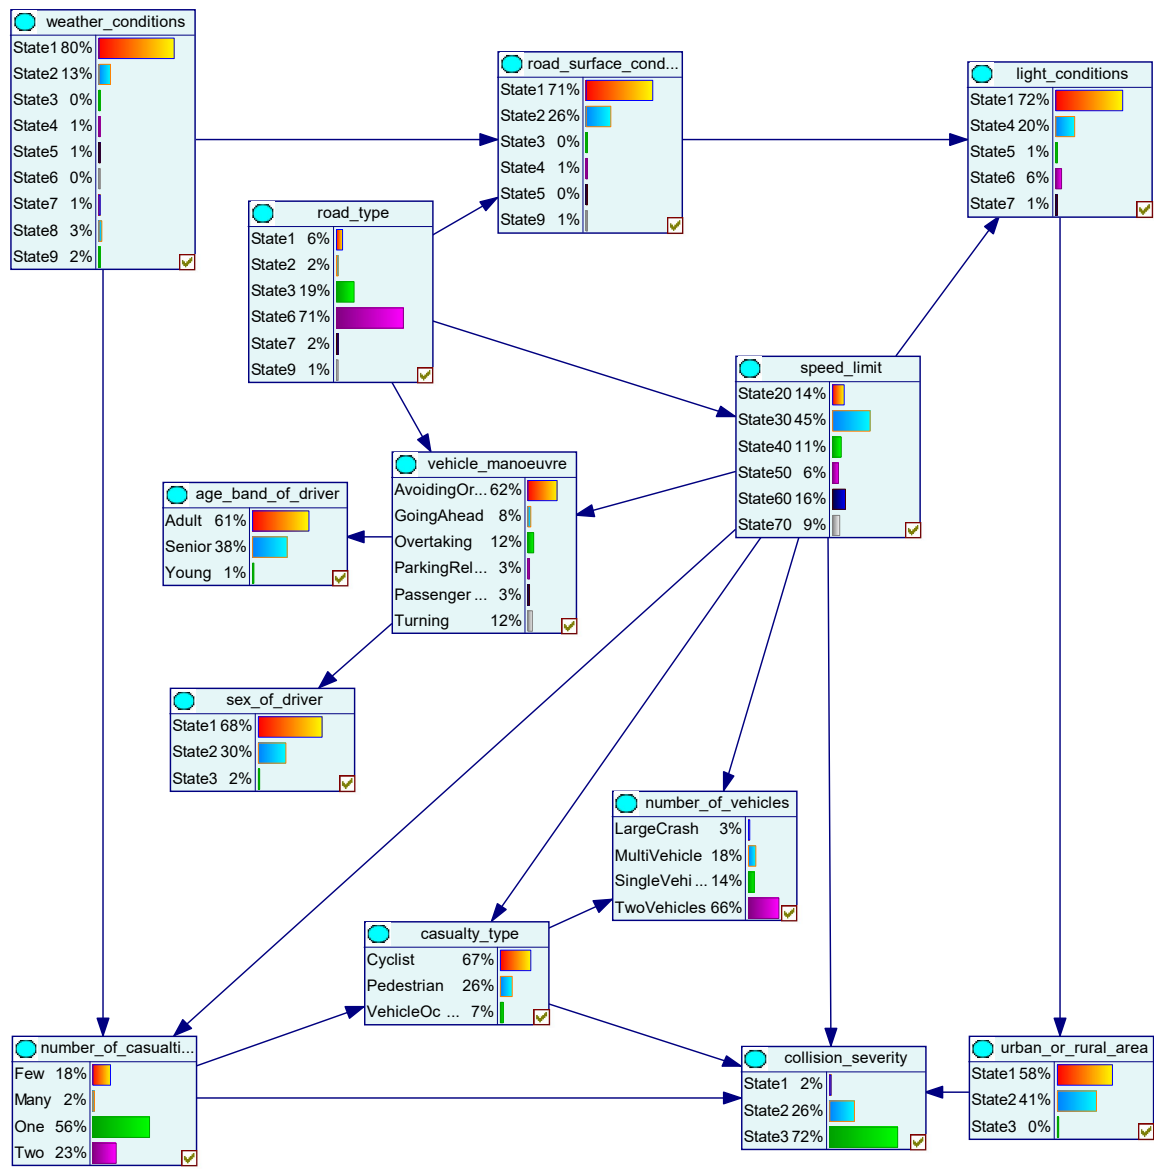 weather_conditions
State1 80%
State2 13%
State3 0%
State4 1%
State5 1%
State6 0%
State7 1%
State8 3%
State9 2%
road_surface_cond...
State1 71%
State2 26%
State3 0%
State4 1%
State5 0%
State9 1%
light_conditions
State1 72%
State4 20%
State5 1%
State6 6%
State7 1%
road_type
State1 6%
State2 2%
State3 19%
State6 71%
State7 2%
State9 1%
speed_limit
State20 14%
State30 45%
State40 11%
State50 6%
State60 16%
State70 9%
vehicle_manoeuvre
AvoidingOr... 62%
GoingAhead 8%
Overtaking 12%
ParkingRel... 3%
Passenger ... 3%
Turning 12%
age_band_of_driver
Adult 61%
Senior 38%
Young 1%
sex_of_driver
State1 68%
State2 30%
State3 2%
number_of_vehicles
LargeCrash 3%
MultiVehicle 18%
SingleVehi ... 14%
TwoVehicles 66%
casualty_type
Cyclist 67%
Pedestrian 26%
VehicleOc ... 7%
number_of_casualti...
Few 18%
Many 2%
One 56%
Two 23%
collision_severity
State1 2%
State2 26%
State3 72%
urban_or_rural_area
State1 58%
State2 41%
State3 0%